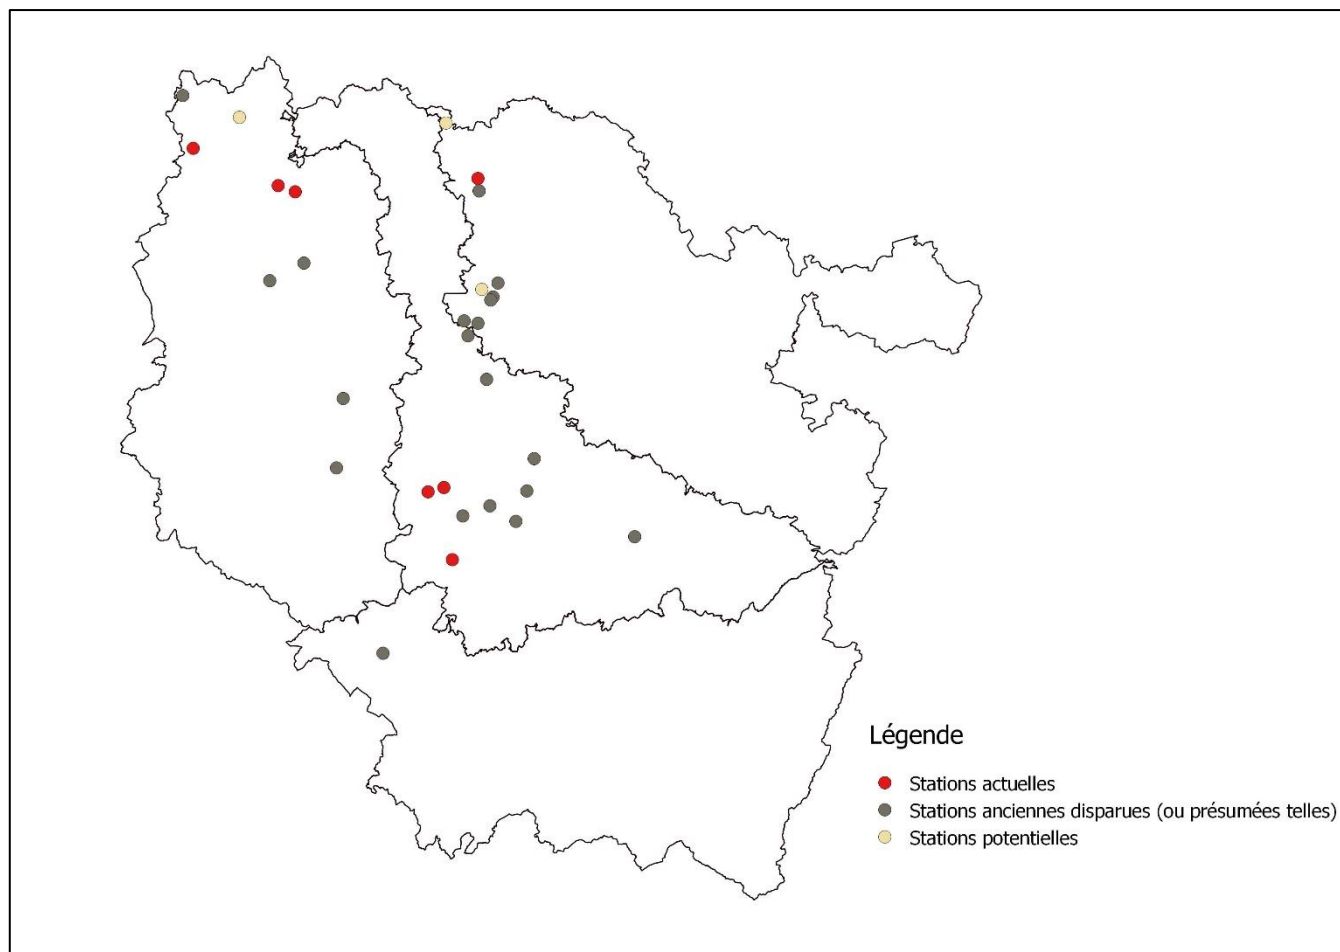 Légende
Stations actuelles
Stations anciennes disparues (ou présumées telles)
Stations potentielles